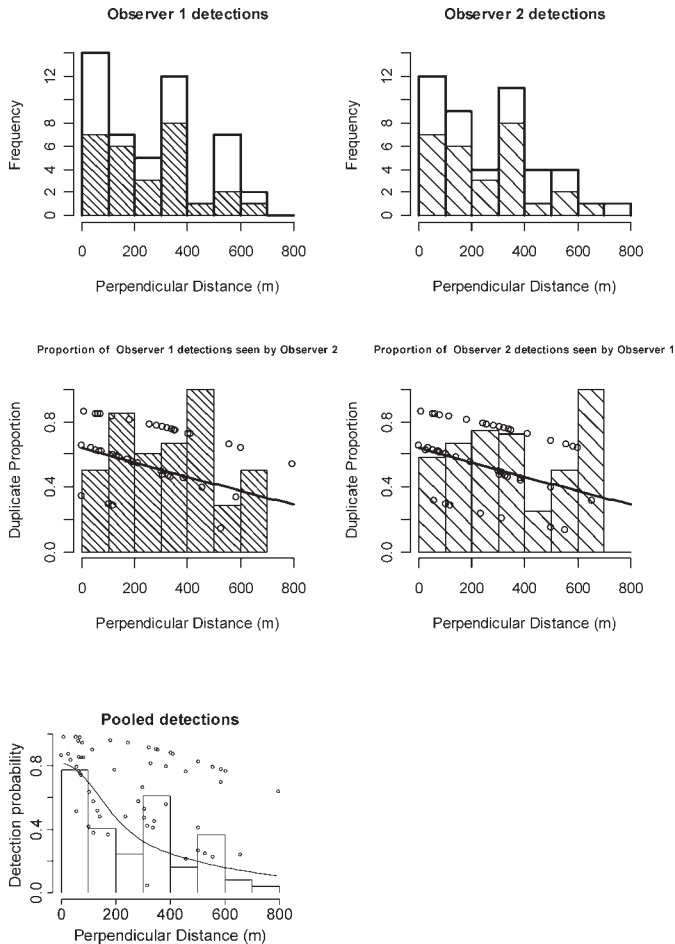 Observer 1 detections
Frequency
12
8
6
4
2
0
0 200 400 600 800
Perpendicular Distance (m)
Observer 2 detections
Frequency
12
8
6
4
2
0
0 200 400 600 800
Perpendicular Distance (m)
Proportion of Observer 1 detections seen by Observer 2
Duplicate Proportion
0.8
0.4
0.0
0 200 400 600 800
Perpendicular Distance (m)
Proportion of Observer 2 detections seen by Observer 1
Duplicate Proportion
0.8
0.4
0.0
0 200 400 600 800
Perpendicular Distance (m)
Pooled detections
Detection probability
0.8
0.4
0.0
0 200 400 600 800
Perpendicular Distance (m)